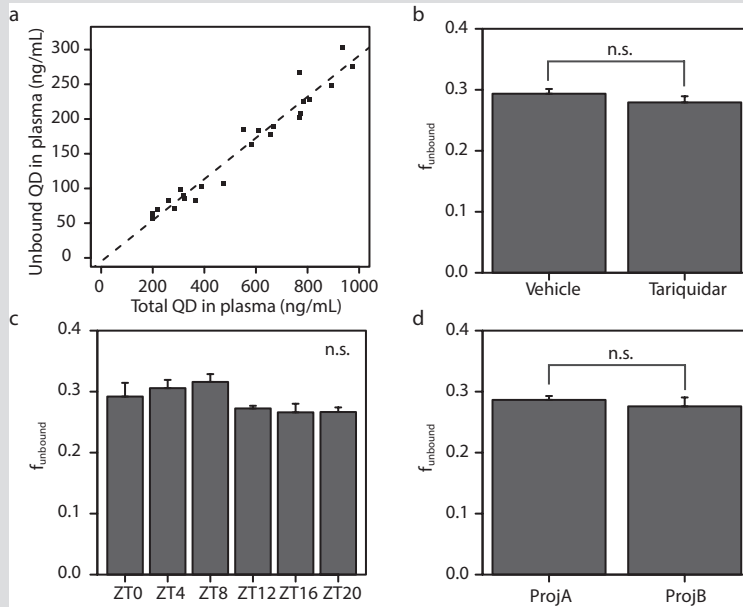 a
Unbound QD in plasma (ng/mL)
300
250
200
150
100
50
0
0 200 400 600 800 1000
Total QD in plasma (ng/mL)
b
n.s.
funbound
0.4
0.3
0.2
0.1
0.0
Vehicle Tariquidar
c
n.s.
funbound
0.4
0.3
0.2
0.1
0.0
ZT0 ZT4 ZT8 ZT12 ZT16 ZT20
d
n.s.
funbound
0.4
0.3
0.2
0.1
0.0
ProjA ProjB